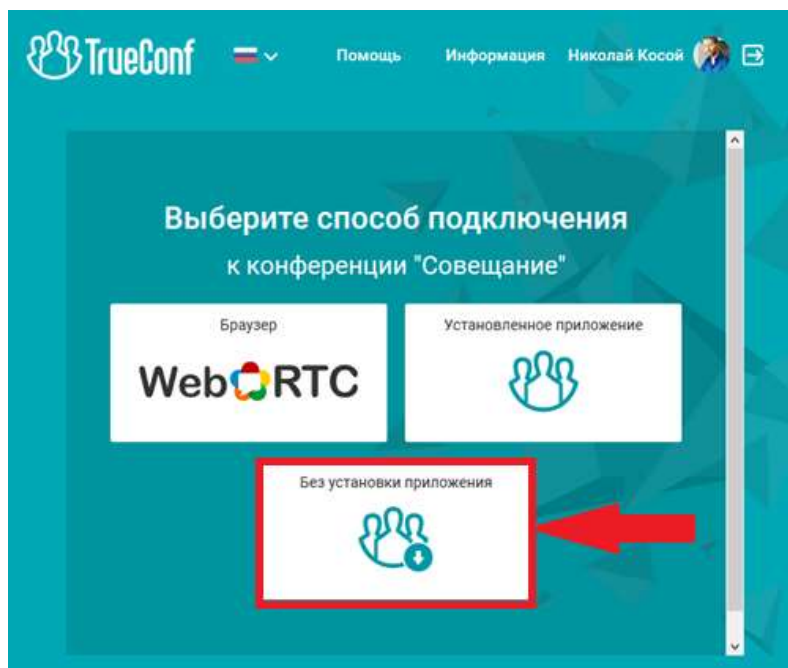 TrueConf Помощь Информация Николай Косой
Выберите способ подключения
к конференции "Совещание"
Браузер
WebRTC
Установленное приложение
Без установки приложения